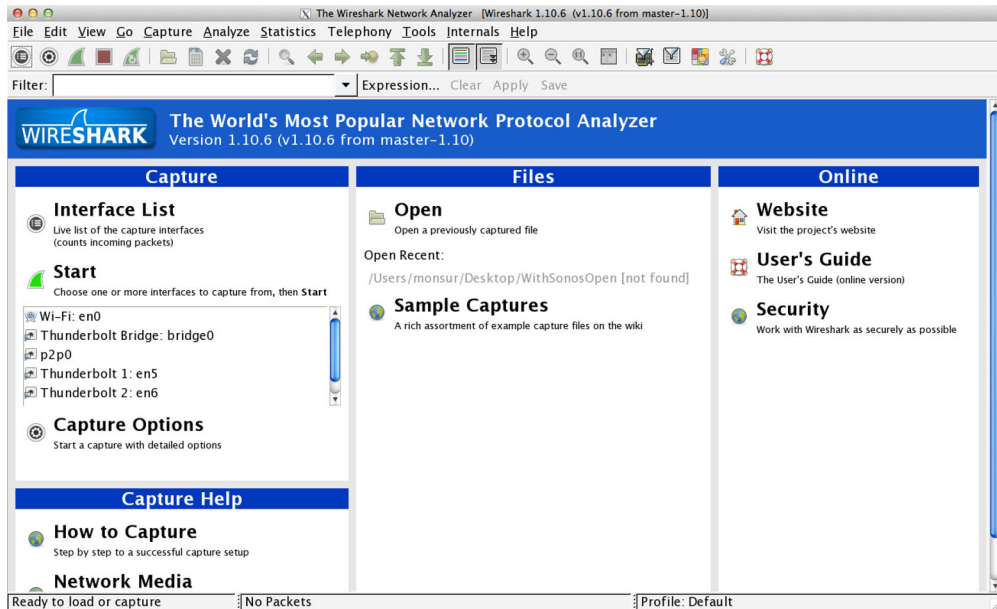 The Wireshark Network Analyzer [Wireshark 1.10.6 (v1.10.6 from master-1.10)]
File Edit View Go Capture Analyze Statistics Telephony Tools Internals Help
Filter: Expression... Clear Apply Save
WIRESHARK
The World's Most Popular Network Protocol Analyzer
Version 1.10.6 (v1.10.6 from master-1.10)
Capture
Interface List
Live list of the capture interfaces
(counts incoming packets)
Start
Choose one or more interfaces to capture from, then Start
Wi-Fi: en0
Thunderbolt Bridge: bridge0
p2p0
Thunderbolt 1: en5
Thunderbolt 2: en6
Capture Options
Start a capture with detailed options
Capture Help
How to Capture
Step by step to a successful capture setup
Network Media
Files
Open
Open a previously captured file
Open Recent:
/Users/monsur/Desktop/WithSonosOpen [not found]
Sample Captures
A rich assortment of example capture files on the wiki
Online
Website
Visit the project's website
User's Guide
The User's Guide (online version)
Security
Work with Wireshark as securely as possible
Ready to load or capture
No Packets
Profile: Default